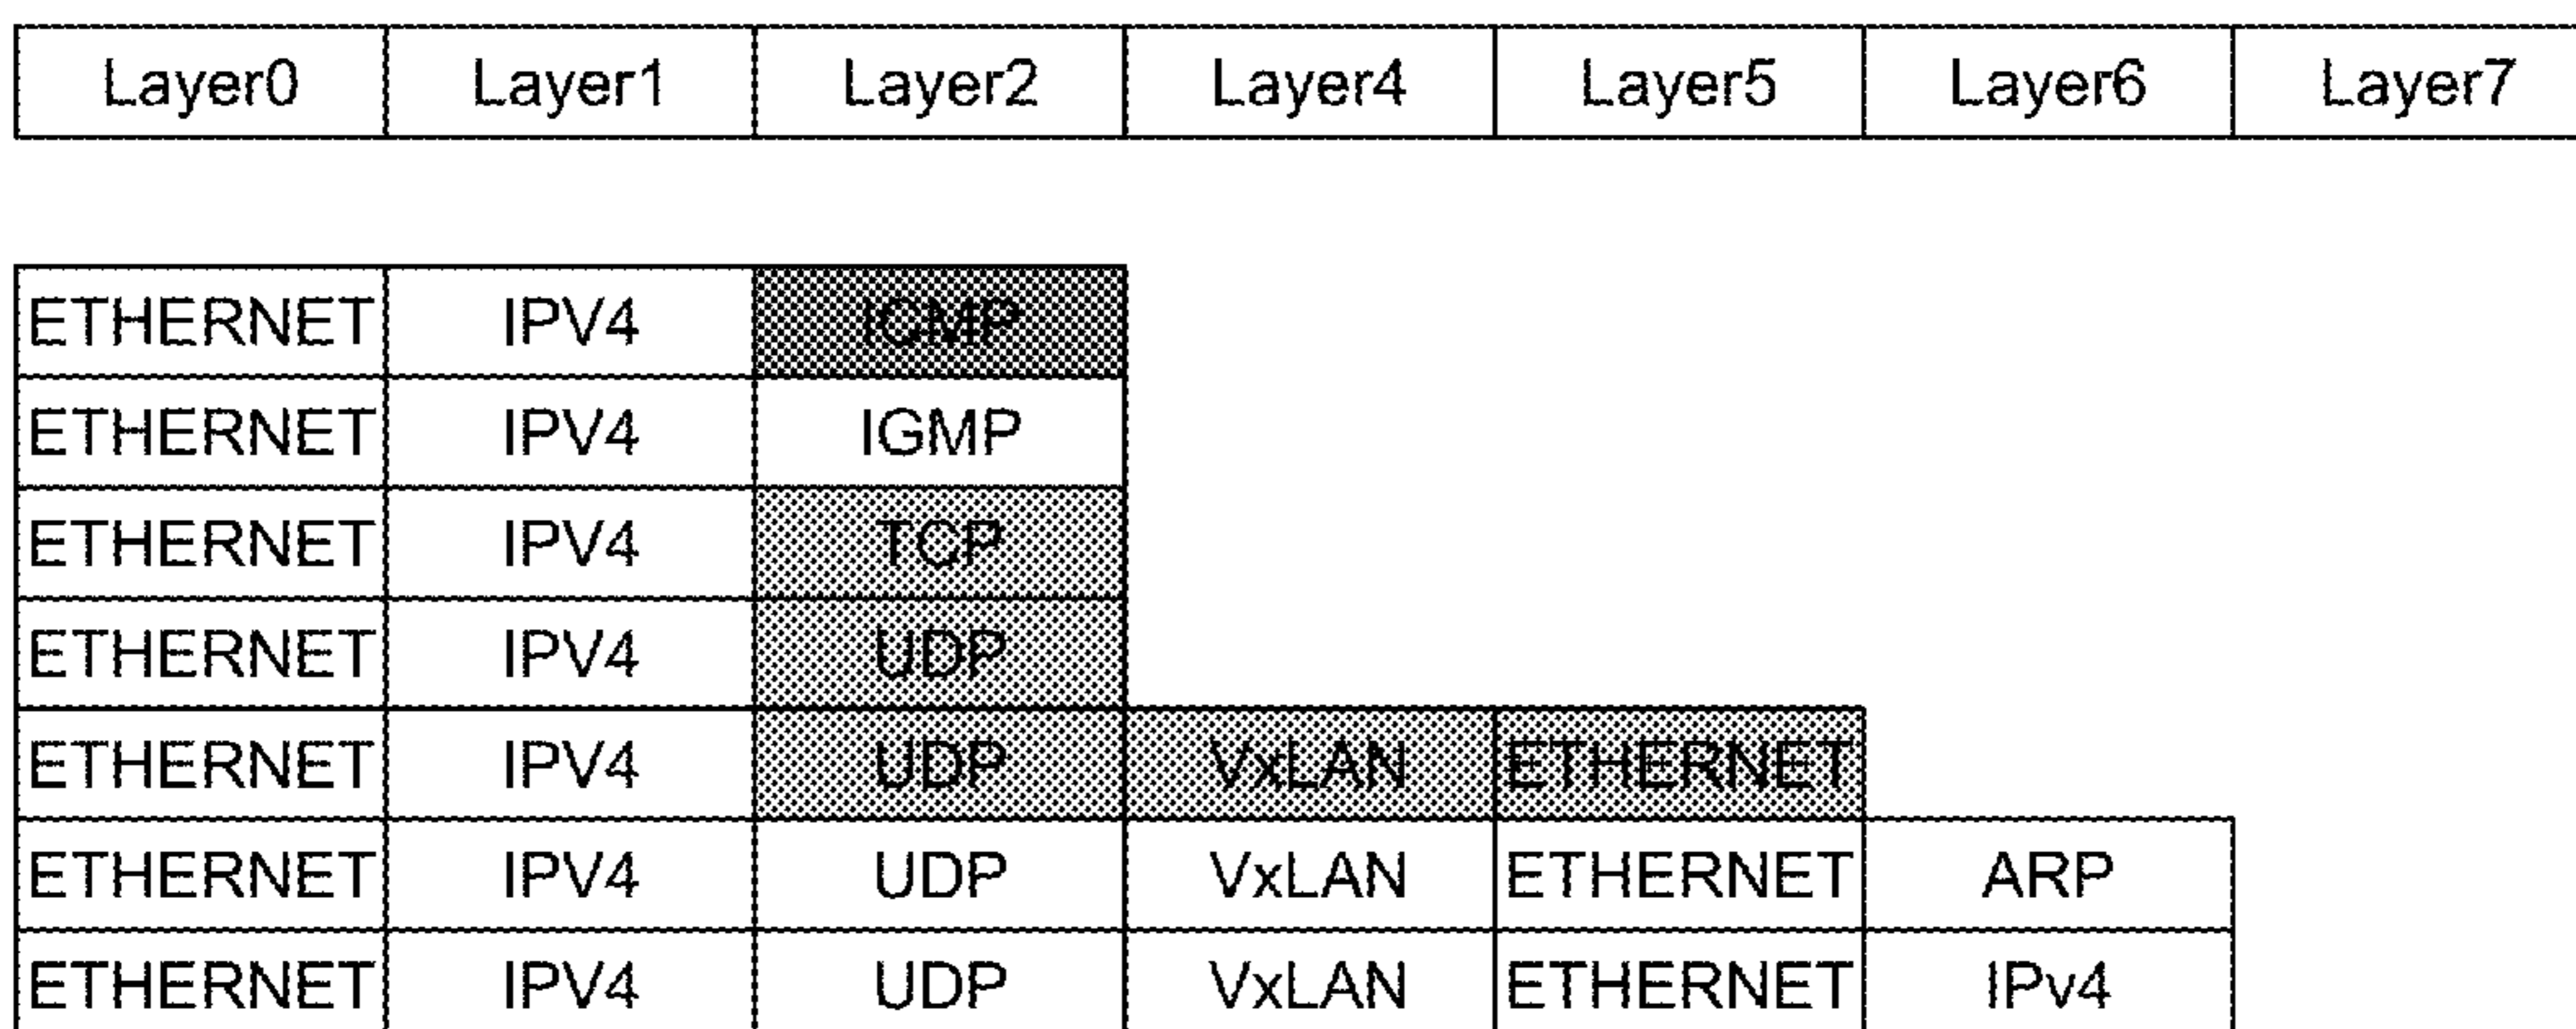 Layer0 Layer1 Layer2 Layer4 Layer5 Layer6 Layer7
ETHERNET IPV4 ICMP
ETHERNET IPV4 IGMP
ETHERNET IPV4 TCP
ETHERNET IPV4 UDP
ETHERNET IPV4 UDP VxLAN ETHERNET
ETHERNET IPV4 UDP VxLAN ETHERNET ARP
ETHERNET IPV4 UDP VxLAN ETHERNET IPv4